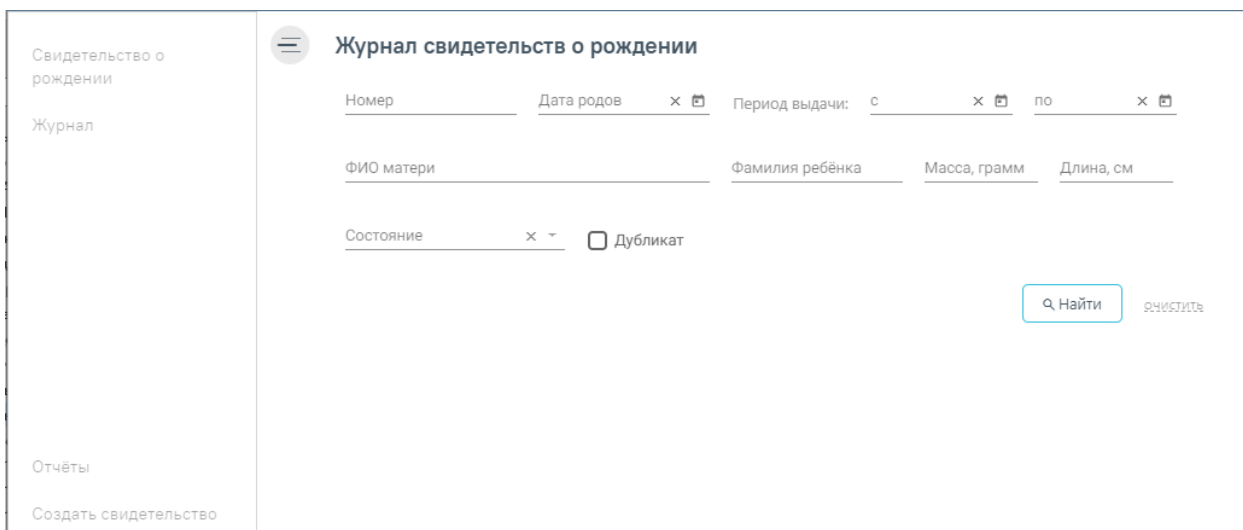 Свидетельство о
рождении
Журнал
Отчёты
Создать свидетельство
Журнал свидетельств о рождении
Номер Дата родов Период выдачи: с по
ФИО матери Фамилия ребёнка Масса, грамм Длина, см
Состояние Дубликат
Найти очистить